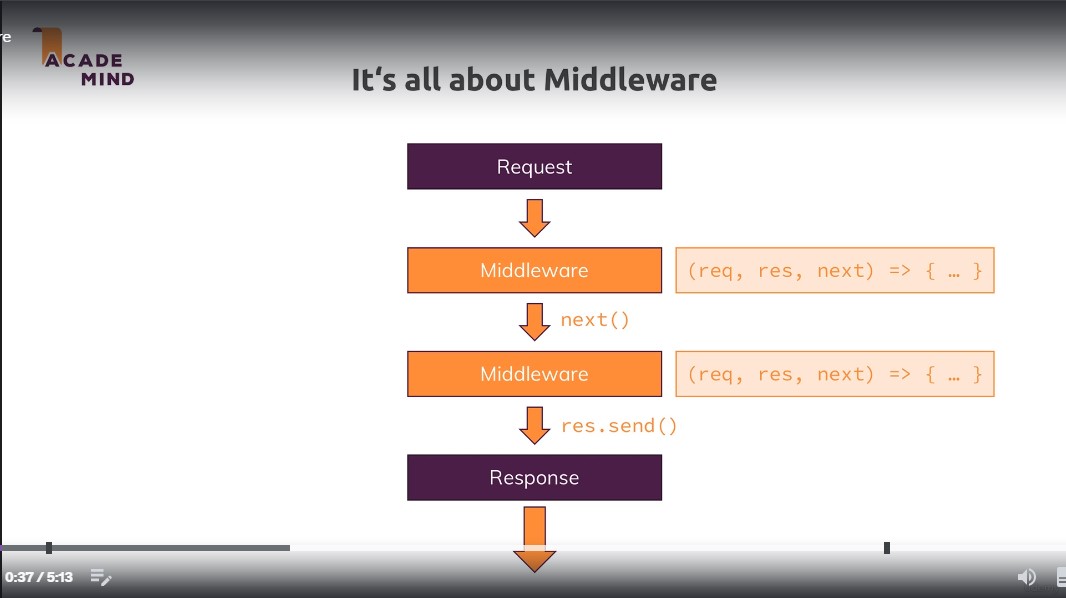 re
ACADE
MIND
It‘s all about Middleware
Request
Middleware
(req, res, next) => { … }
next()
Middleware
(req, res, next) => { … }
res.send()
Response
0:37 / 5:13